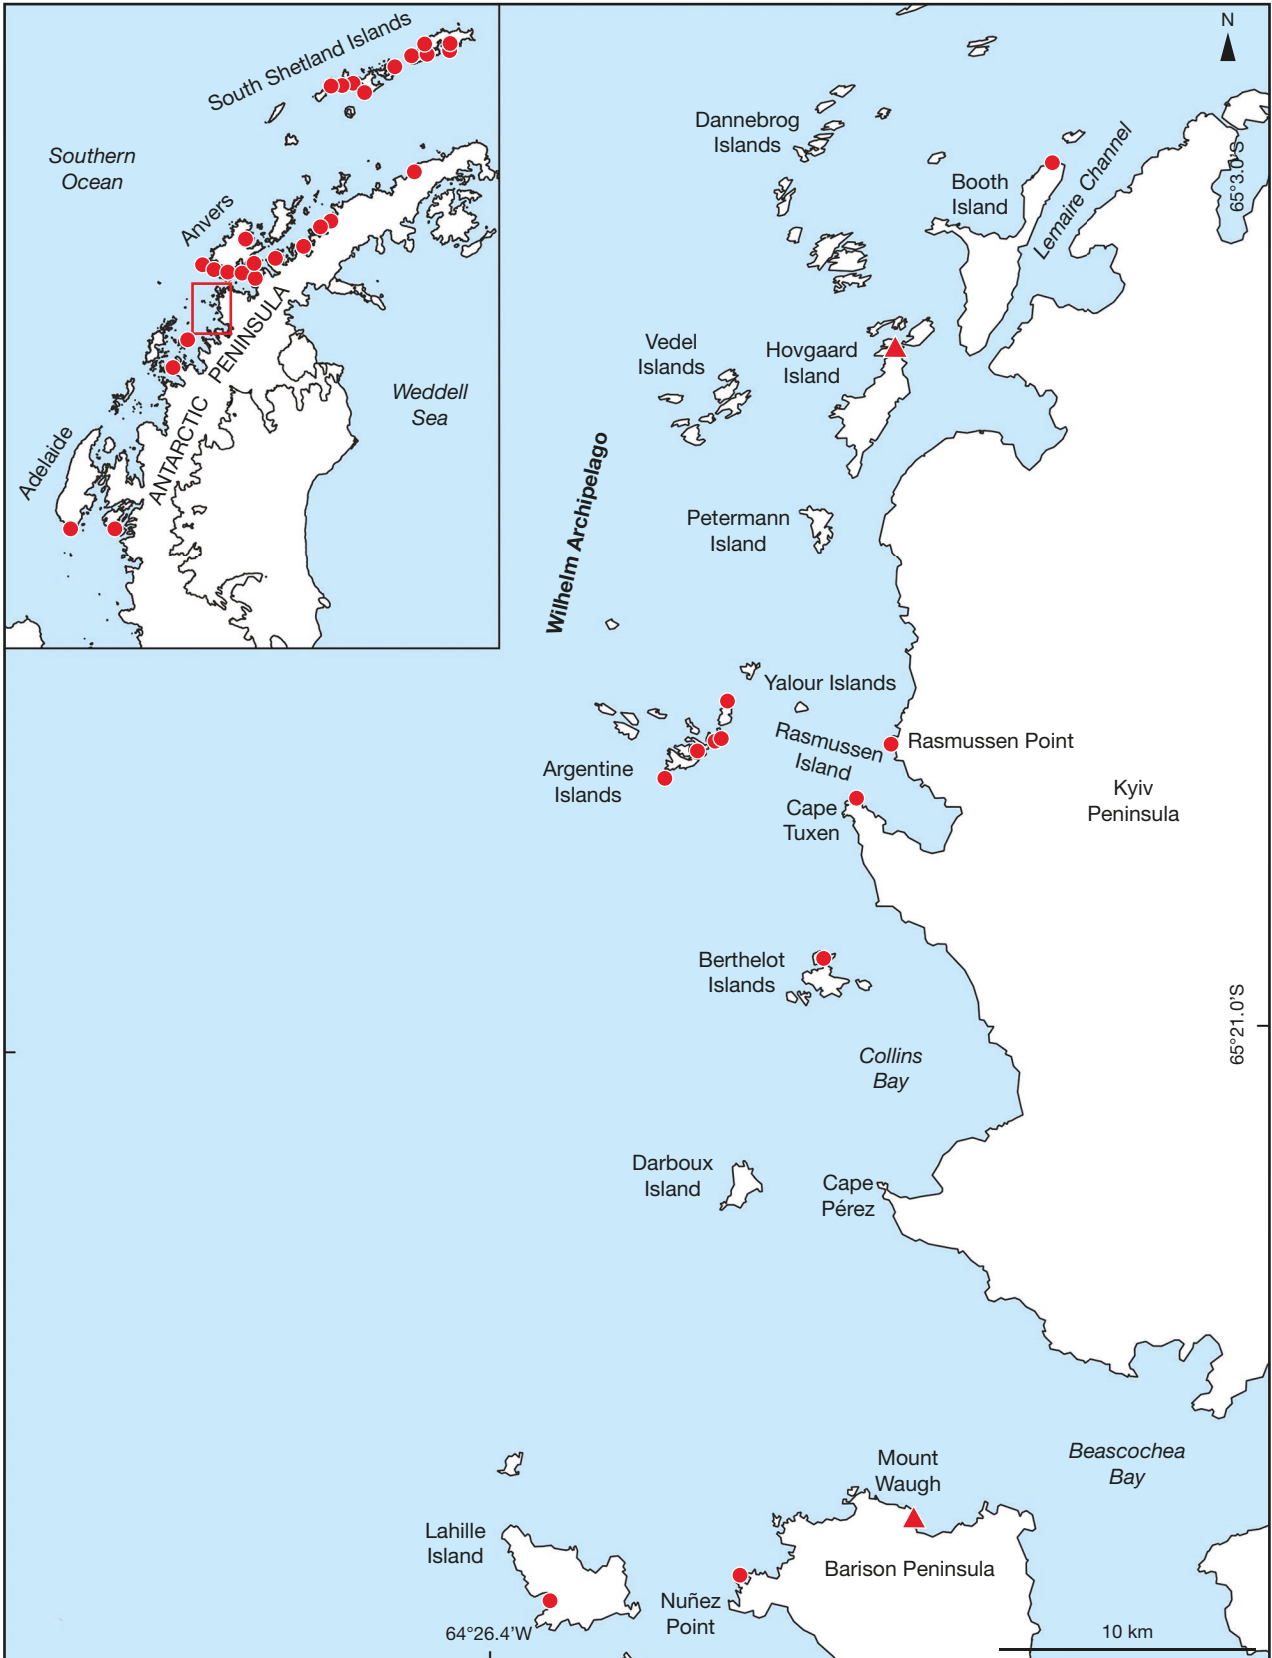 South Shetland Islands
Southern
Ocean
Anvers
ANTARCTIC PENINSULA
Weddell
Sea
Adelaide
N
Dannebrog
Islands
Booth
Island
Lemaire Channel
65°3.0'S
Vedel
Islands
Hovgaard
Island
Wilhelm Archipelago
Petermann
Island
Yalour Islands
Rasmussen
Island
Rasmussen Point
Argentine
Islands
Cape
Tuxen
Kyiv
Peninsula
Berthelot
Islands
65°21.0'S
Collins
Bay
Darboux
Island
Cape
Pérez
Beascochea
Bay
Mount
Waugh
Lahille
Island
Barison Peninsula
Nuñez
Point
64°26.4'W
10 km